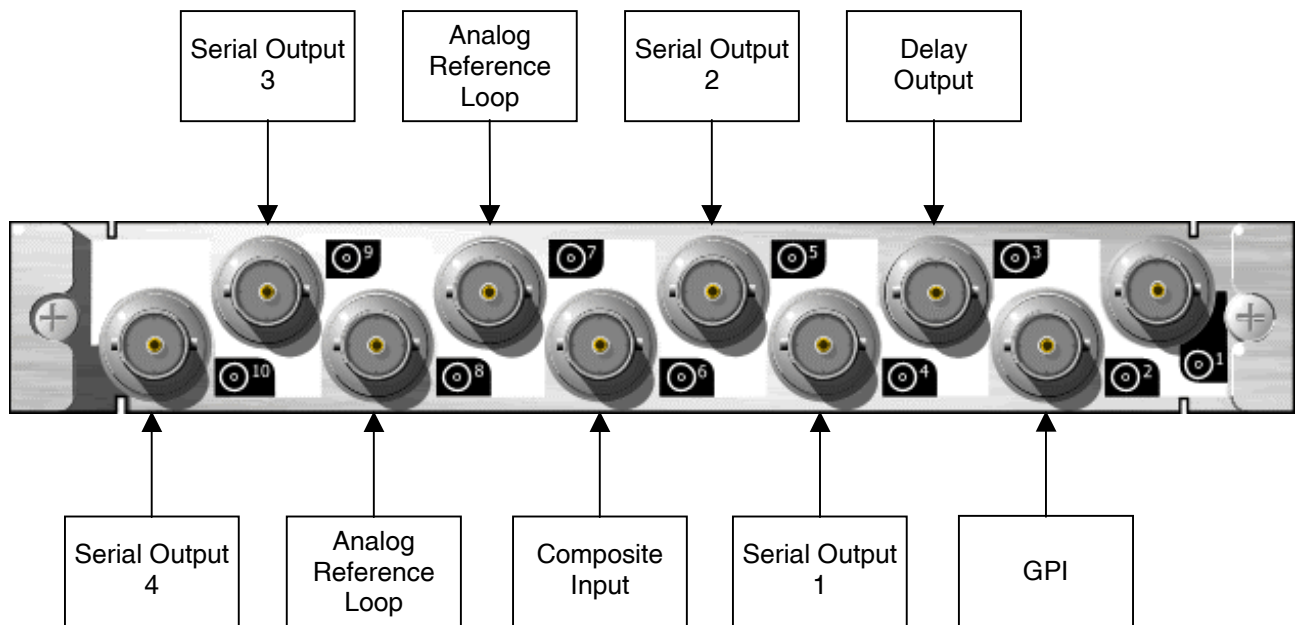 Serial Output
3
Analog
Reference
Loop
Serial Output
2
Delay
Output
9
7
5
3
10
8
6
4
2
1
Serial Output
4
Analog
Reference
Loop
Composite
Input
Serial Output
1
GPI